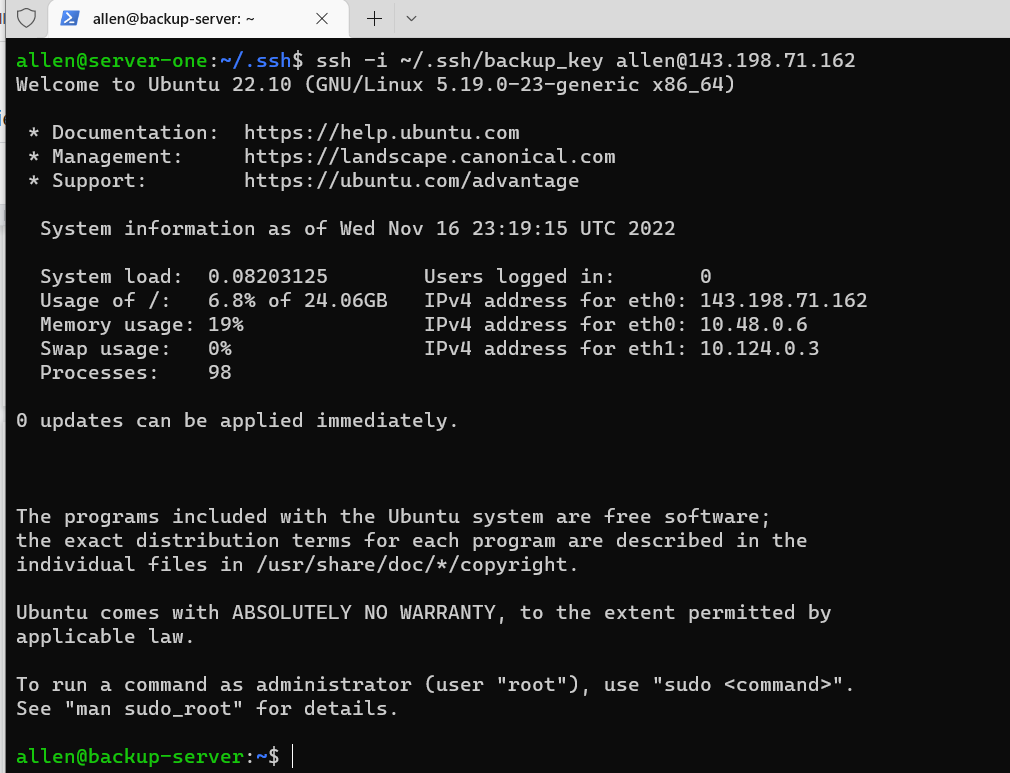 allen@backup-server: ~
allen@server-one:~/.ssh$ ssh -i ~/.ssh/backup_key allen@143.198.71.162
Welcome to Ubuntu 22.10 (GNU/Linux 5.19.0-23-generic x86_64)
* Documentation:  https://help.ubuntu.com
* Management:     https://landscape.canonical.com
* Support:        https://ubuntu.com/advantage
System information as of Wed Nov 16 23:19:15 UTC 2022
System load:  0.08203125        Users logged in:       0
Usage of /:   6.8% of 24.06GB   IPv4 address for eth0: 143.198.71.162
Memory usage: 19%               IPv4 address for eth0: 10.48.0.6
Swap usage:   0%                IPv4 address for eth1: 10.124.0.3
Processes:    98
0 updates can be applied immediately.
The programs included with the Ubuntu system are free software;
the exact distribution terms for each program are described in the
individual files in /usr/share/doc/*/copyright.
Ubuntu comes with ABSOLUTELY NO WARRANTY, to the extent permitted by
applicable law.
To run a command as administrator (user "root"), use "sudo <command>".
See "man sudo_root" for details.
allen@backup-server:~$